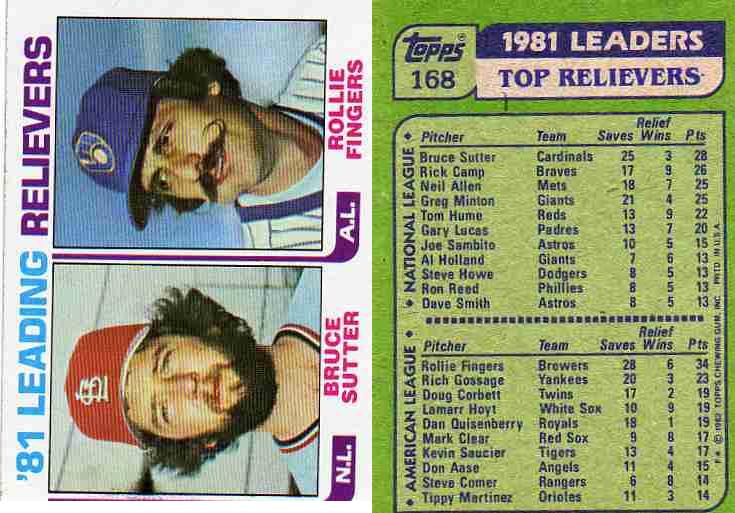 '81 LEADING RELIEVERS
N.L.
BRUCE
SUTTER
A.L.
ROLLIE
FINGERS
topps
168
1981 LEADERS
TOP RELIEVERS
NATIONAL LEAGUE
Relief
Pitcher Team Saves Wins Pts
Bruce Sutter Cardinals 25 3 28
Rick Camp Braves 17 9 26
Neil Allen Mets 18 7 25
Greg Minton Giants 21 4 25
Tom Hume Reds 13 9 22
Gary Lucas Padres 13 7 20
Joe Sambito Astros 10 5 15
Al Holland Giants 7 6 13
Steve Howe Dodgers 8 5 13
Ron Reed Phillies 8 5 13
Dave Smith Astros 8 5 13
AMERICAN LEAGUE
Relief
Pitcher Team Saves Wins Pts
Rollie Fingers Brewers 28 6 34
Rich Gossage Yankees 20 3 23
Doug Corbett Twins 17 2 19
Lamarr Hoyt White Sox 10 9 19
Dan Quisenberry Royals 18 1 19
Mark Clear Red Sox 9 8 17
Kevin Saucier Tigers 13 4 17
Don Aase Angels 11 4 15
Steve Comer Rangers 6 8 14
Tippy Martinez Orioles 11 3 14
© 1982 TOPPS CHEWING GUM, INC. PRTD. IN U.S.A.